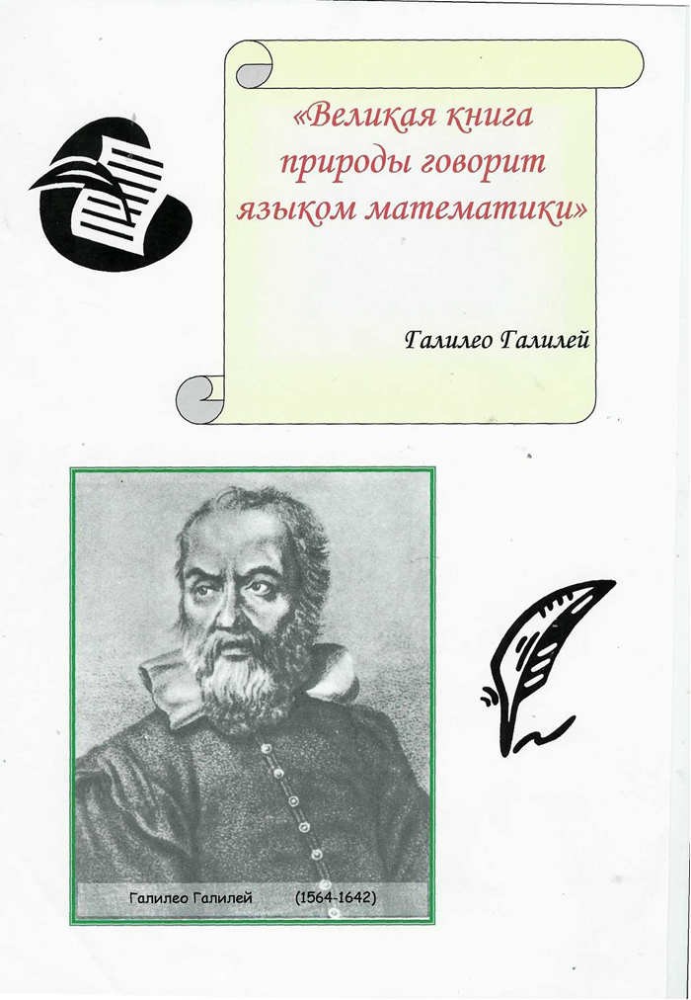 «Великая книга
природы говорит
языком математики»
Галилео Галилей
Галилео Галилей (1564-1642)